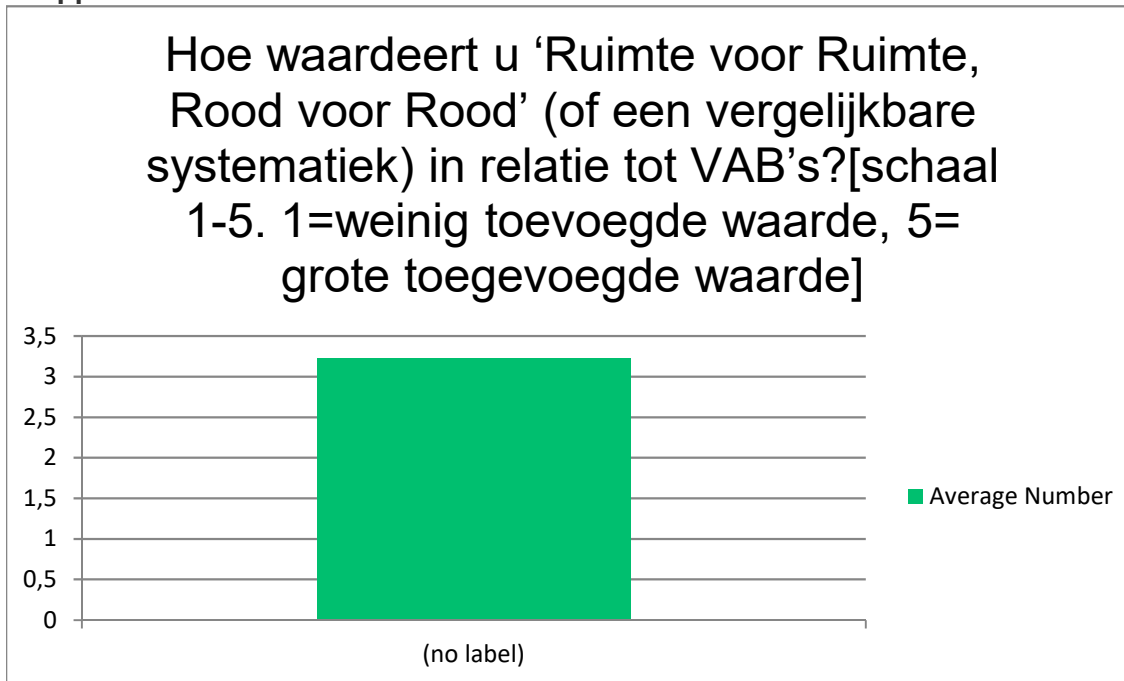 Hoe waardeert u ‘Ruimte voor Ruimte,
Rood voor Rood’ (of een vergelijkbare
systematiek) in relatie tot VAB’s?[schaal
1-5. 1=weinig toevoegde waarde, 5=
grote toegevoegde waarde]
3,5
3
2,5
2
1,5
1
0,5
0
Average Number
(no label)